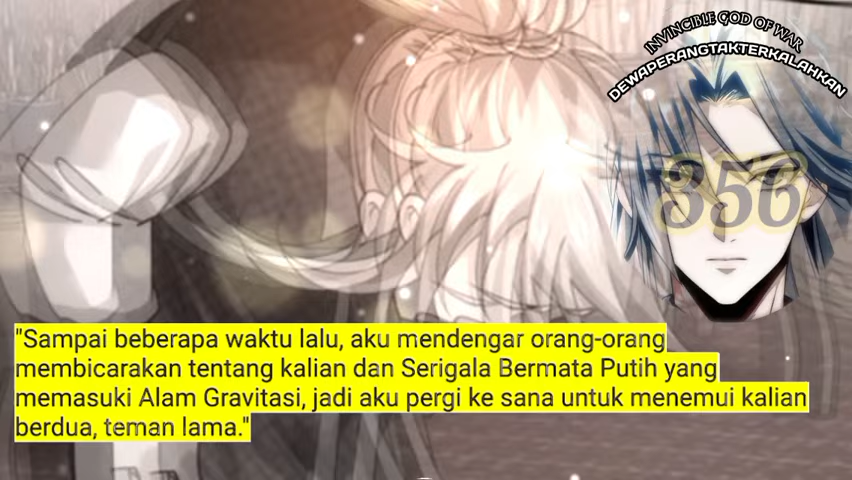 INVINCIBLE GOD OF WAR
DEWAPERANGTAKTERKALAHKAN
356
"Sampai beberapa waktu lalu, aku mendengar orang-orang
membicarakan tentang kalian dan Serigala Bermata Putih yang
memasuki Alam Gravitasi, jadi aku pergi ke sana untuk menemui kalian
berdua, teman lama."